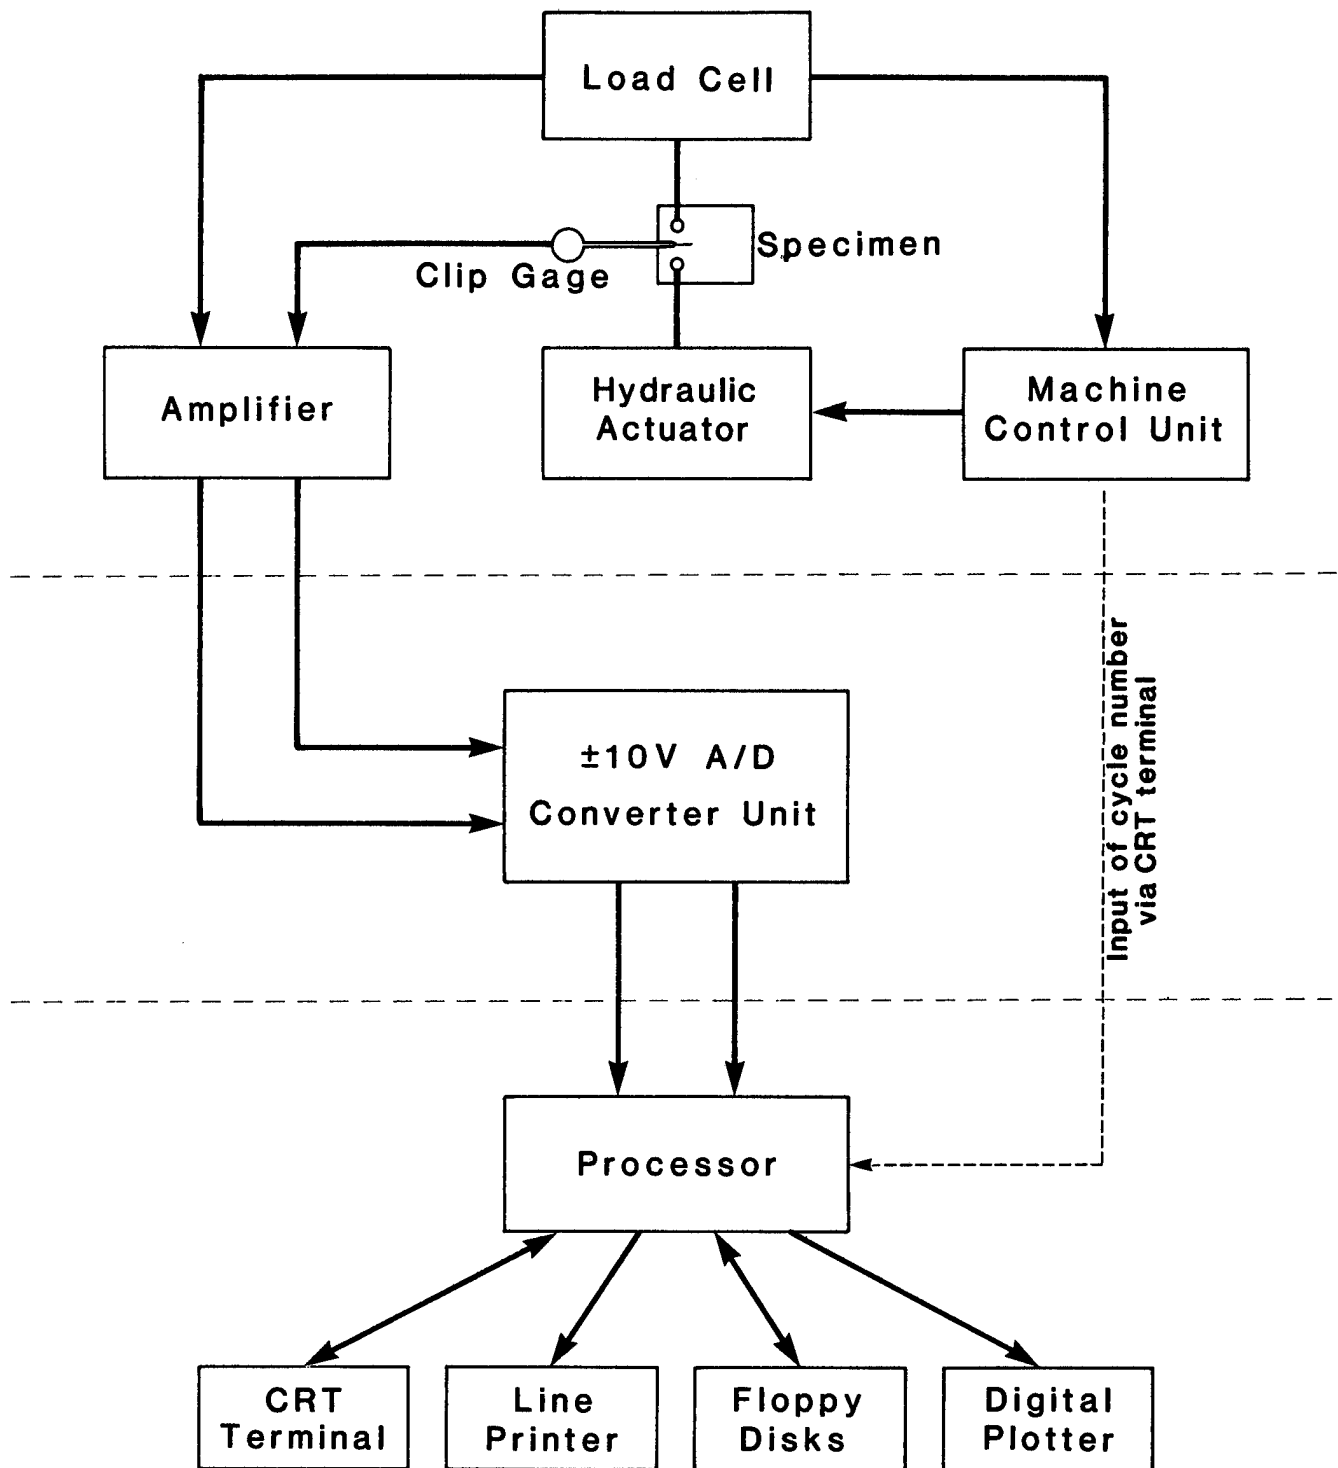 Load Cell
Specimen
Clip Gage
Amplifier
Hydraulic
Actuator
Machine
Control Unit
Input of cycle number
via CRT terminal
±10V A/D
Converter Unit
Processor
CRT
Terminal
Line
Printer
Floppy
Disks
Digital
Plotter